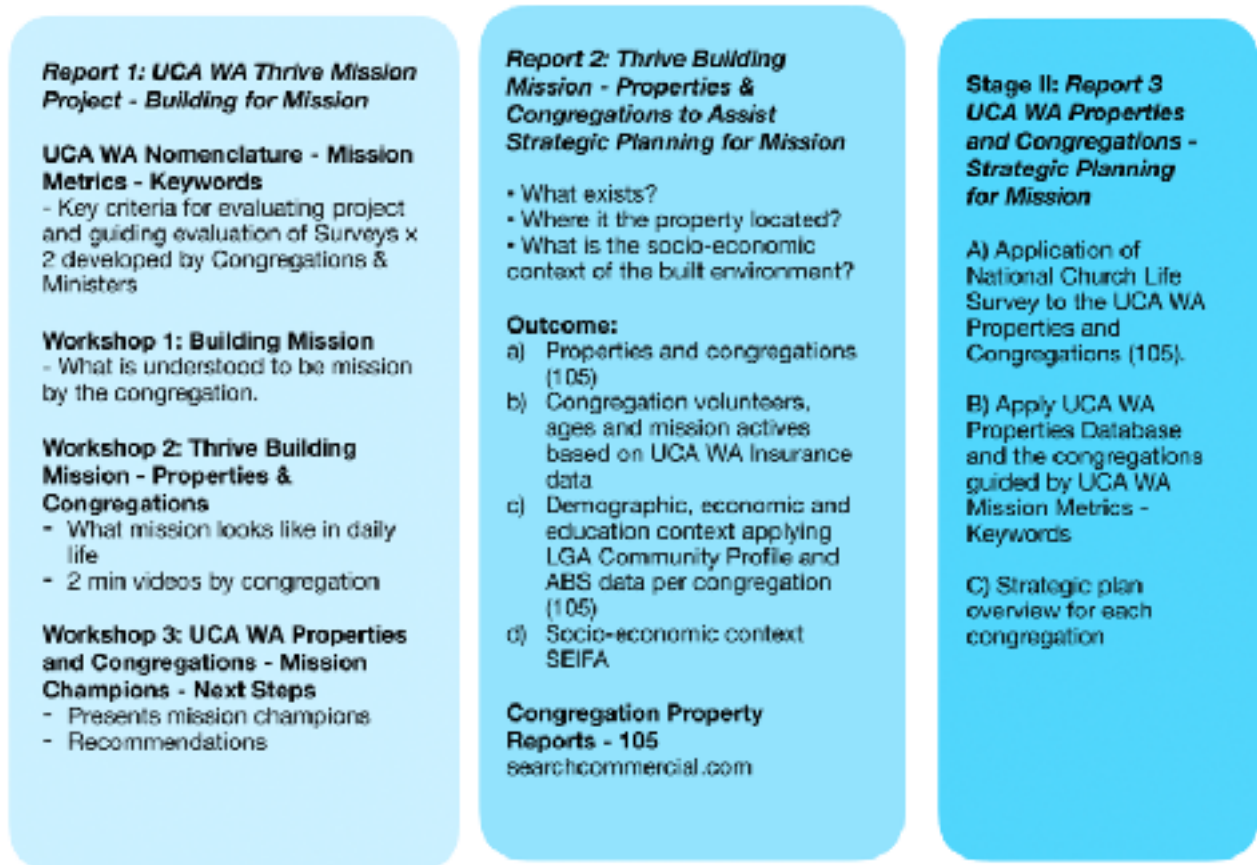 Report 1: UCA WA Thrive Mission
Project - Building for Mission
UCA WA Nomenclature - Mission
Metrics - Keywords
- Key criteria for evaluating project
and guiding evaluation of Surveys x
2 developed by Congregations &
Ministers
Workshop 1: Building Mission
- What is understood to be mission
by the congregation.
Workshop 2: Thrive Building
Mission - Properties &
Congregations
- What mission looks like in daily
life
- 2 min videos by congregation
Workshop 3: UCA WA Properties
and Congregations - Mission
Champions - Next Steps
- Presents mission champions
- Recommendations
Report 2: Thrive Building
Mission - Properties &
Congregations to Assist
Strategic Planning for Mission
• What exists?
• Where it the property located?
• What is the socio-economic
context of the built environment?
Outcome:
a) Properties and congregations
(105)
b) Congregation volunteers,
ages and mission actives
based on UCA WA Insurance
data
c) Demographic, economic and
education context applying
LGA Community Profile and
ABS data per congregation
(105)
d) Socio-economic context
SEIFA
Congregation Property
Reports - 105
searchcommercial.com
Stage II: Report 3
UCA WA Properties
and Congregations -
Strategic Planning
for Mission
A) Application of
National Church Life
Survey to the UCA WA
Properties and
Congregations (105).
B) Apply UCA WA
Properties Database
and the congregations
guided by UCA WA
Mission Metrics -
Keywords
C) Strategic plan
overview for each
congregation